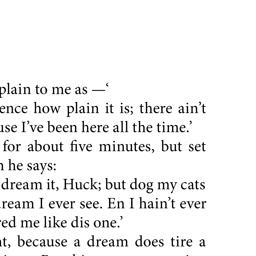 plain to me as —‘
ence how plain it is; there ain’t
use I’ve been here all the time.’
for about five minutes, but set
he says:
dream it, Huck; but dog my cats
dream I ever see. En I hain’t ever
red me like dis one.’
because a dream does tire a